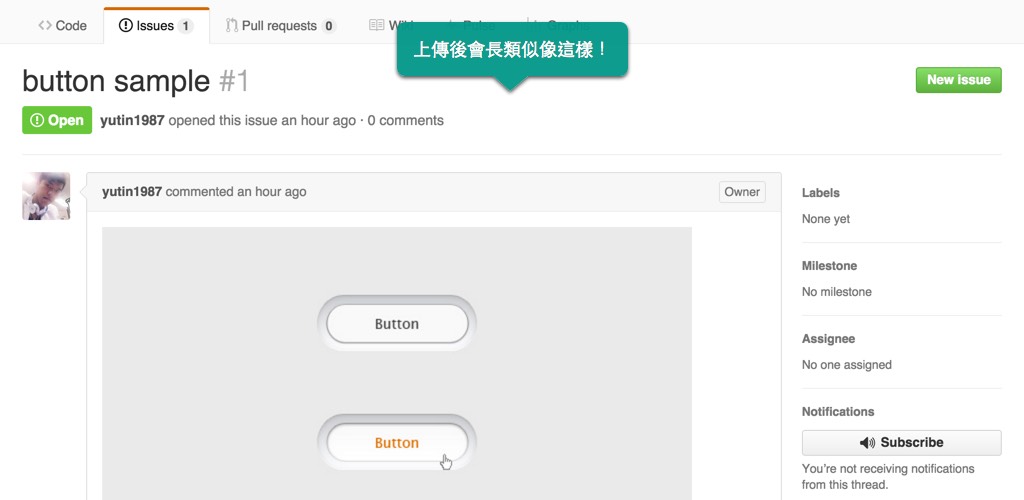 Code
Issues 1
Pull requests 0
Wiki
Pulse
Graphs
上傳後會長類似像這樣！
button sample #1
New issue
Open
yutin1987 opened this issue an hour ago · 0 comments
yutin1987 commented an hour ago
Owner
Button
Button
Labels
None yet
Milestone
No milestone
Assignee
No one assigned
Notifications
Subscribe
You're not receiving notifications
from this thread.